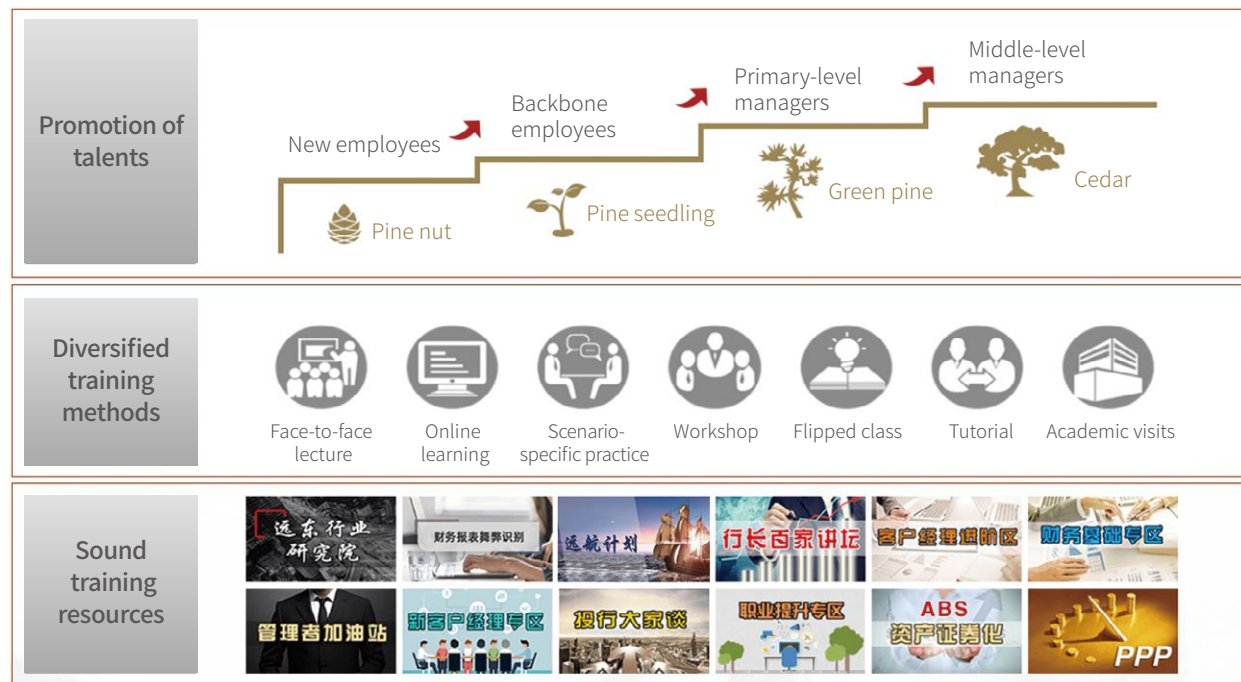 Promotion of
talents
New employees
Backbone
employees
Primary-level
managers
Middle-level
managers
Pine nut
Pine seedling
Green pine
Cedar
Diversified
training
methods
Face-to-face
lecture
Online
learning
Scenario-
specific practice
Workshop
Flipped class
Tutorial
Academic visits
Sound
training
resources
远东行业
研究院
财务报表舞弊识别
远航计划
行长百家讲坛
客户经理进阶区
财务基础专区
管理者加油站
新客户经理专区
投行大家谈
职业提升专区
ABS
资产证券化
PPP